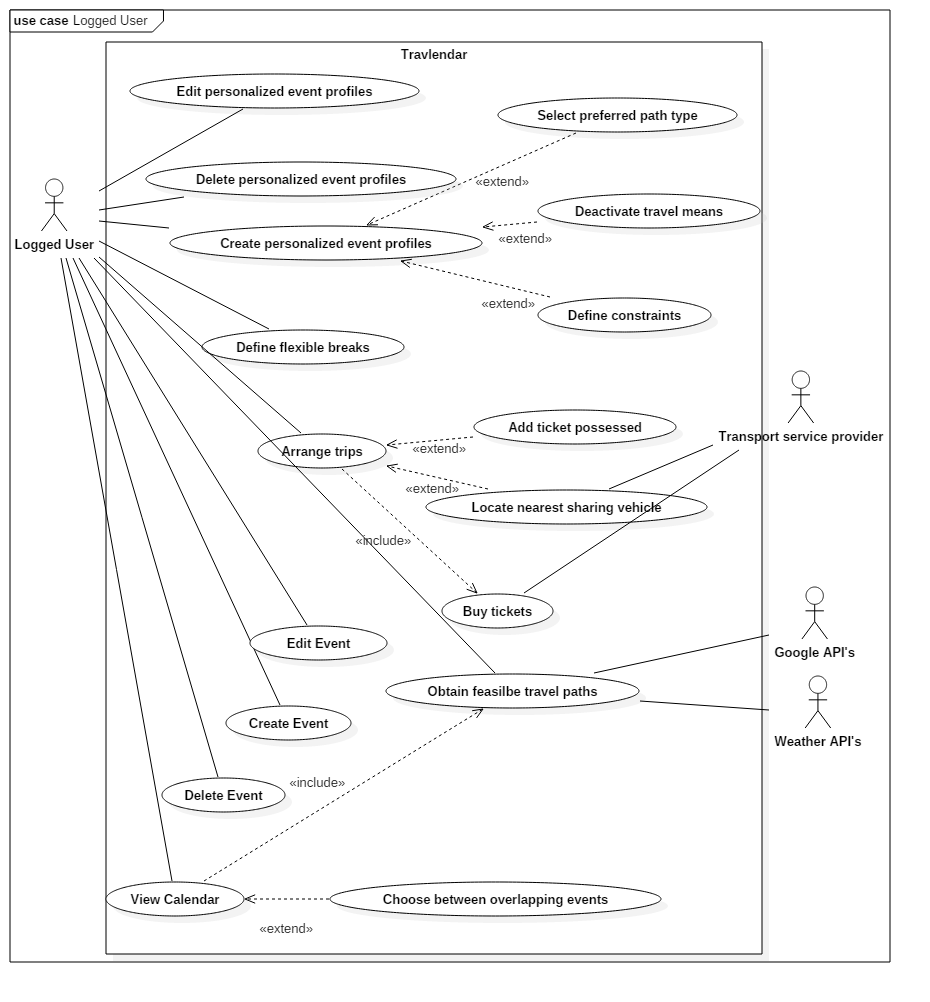 use case Logged User
Travlendar
Edit personalized event profiles
Select preferred path type
Delete personalized event profiles
«extend»
Deactivate travel means
Logged User
Create personalized event profiles
«extend»
«extend»
Define constraints
Define flexible breaks
Add ticket possessed
Transport service provider
Arrange trips
«extend»
«extend»
Locate nearest sharing vehicle
«include»
Buy tickets
Edit Event
Google API's
Obtain feasilbe travel paths
Create Event
Weather API's
«include»
Delete Event
View Calendar
Choose between overlapping events
«extend»